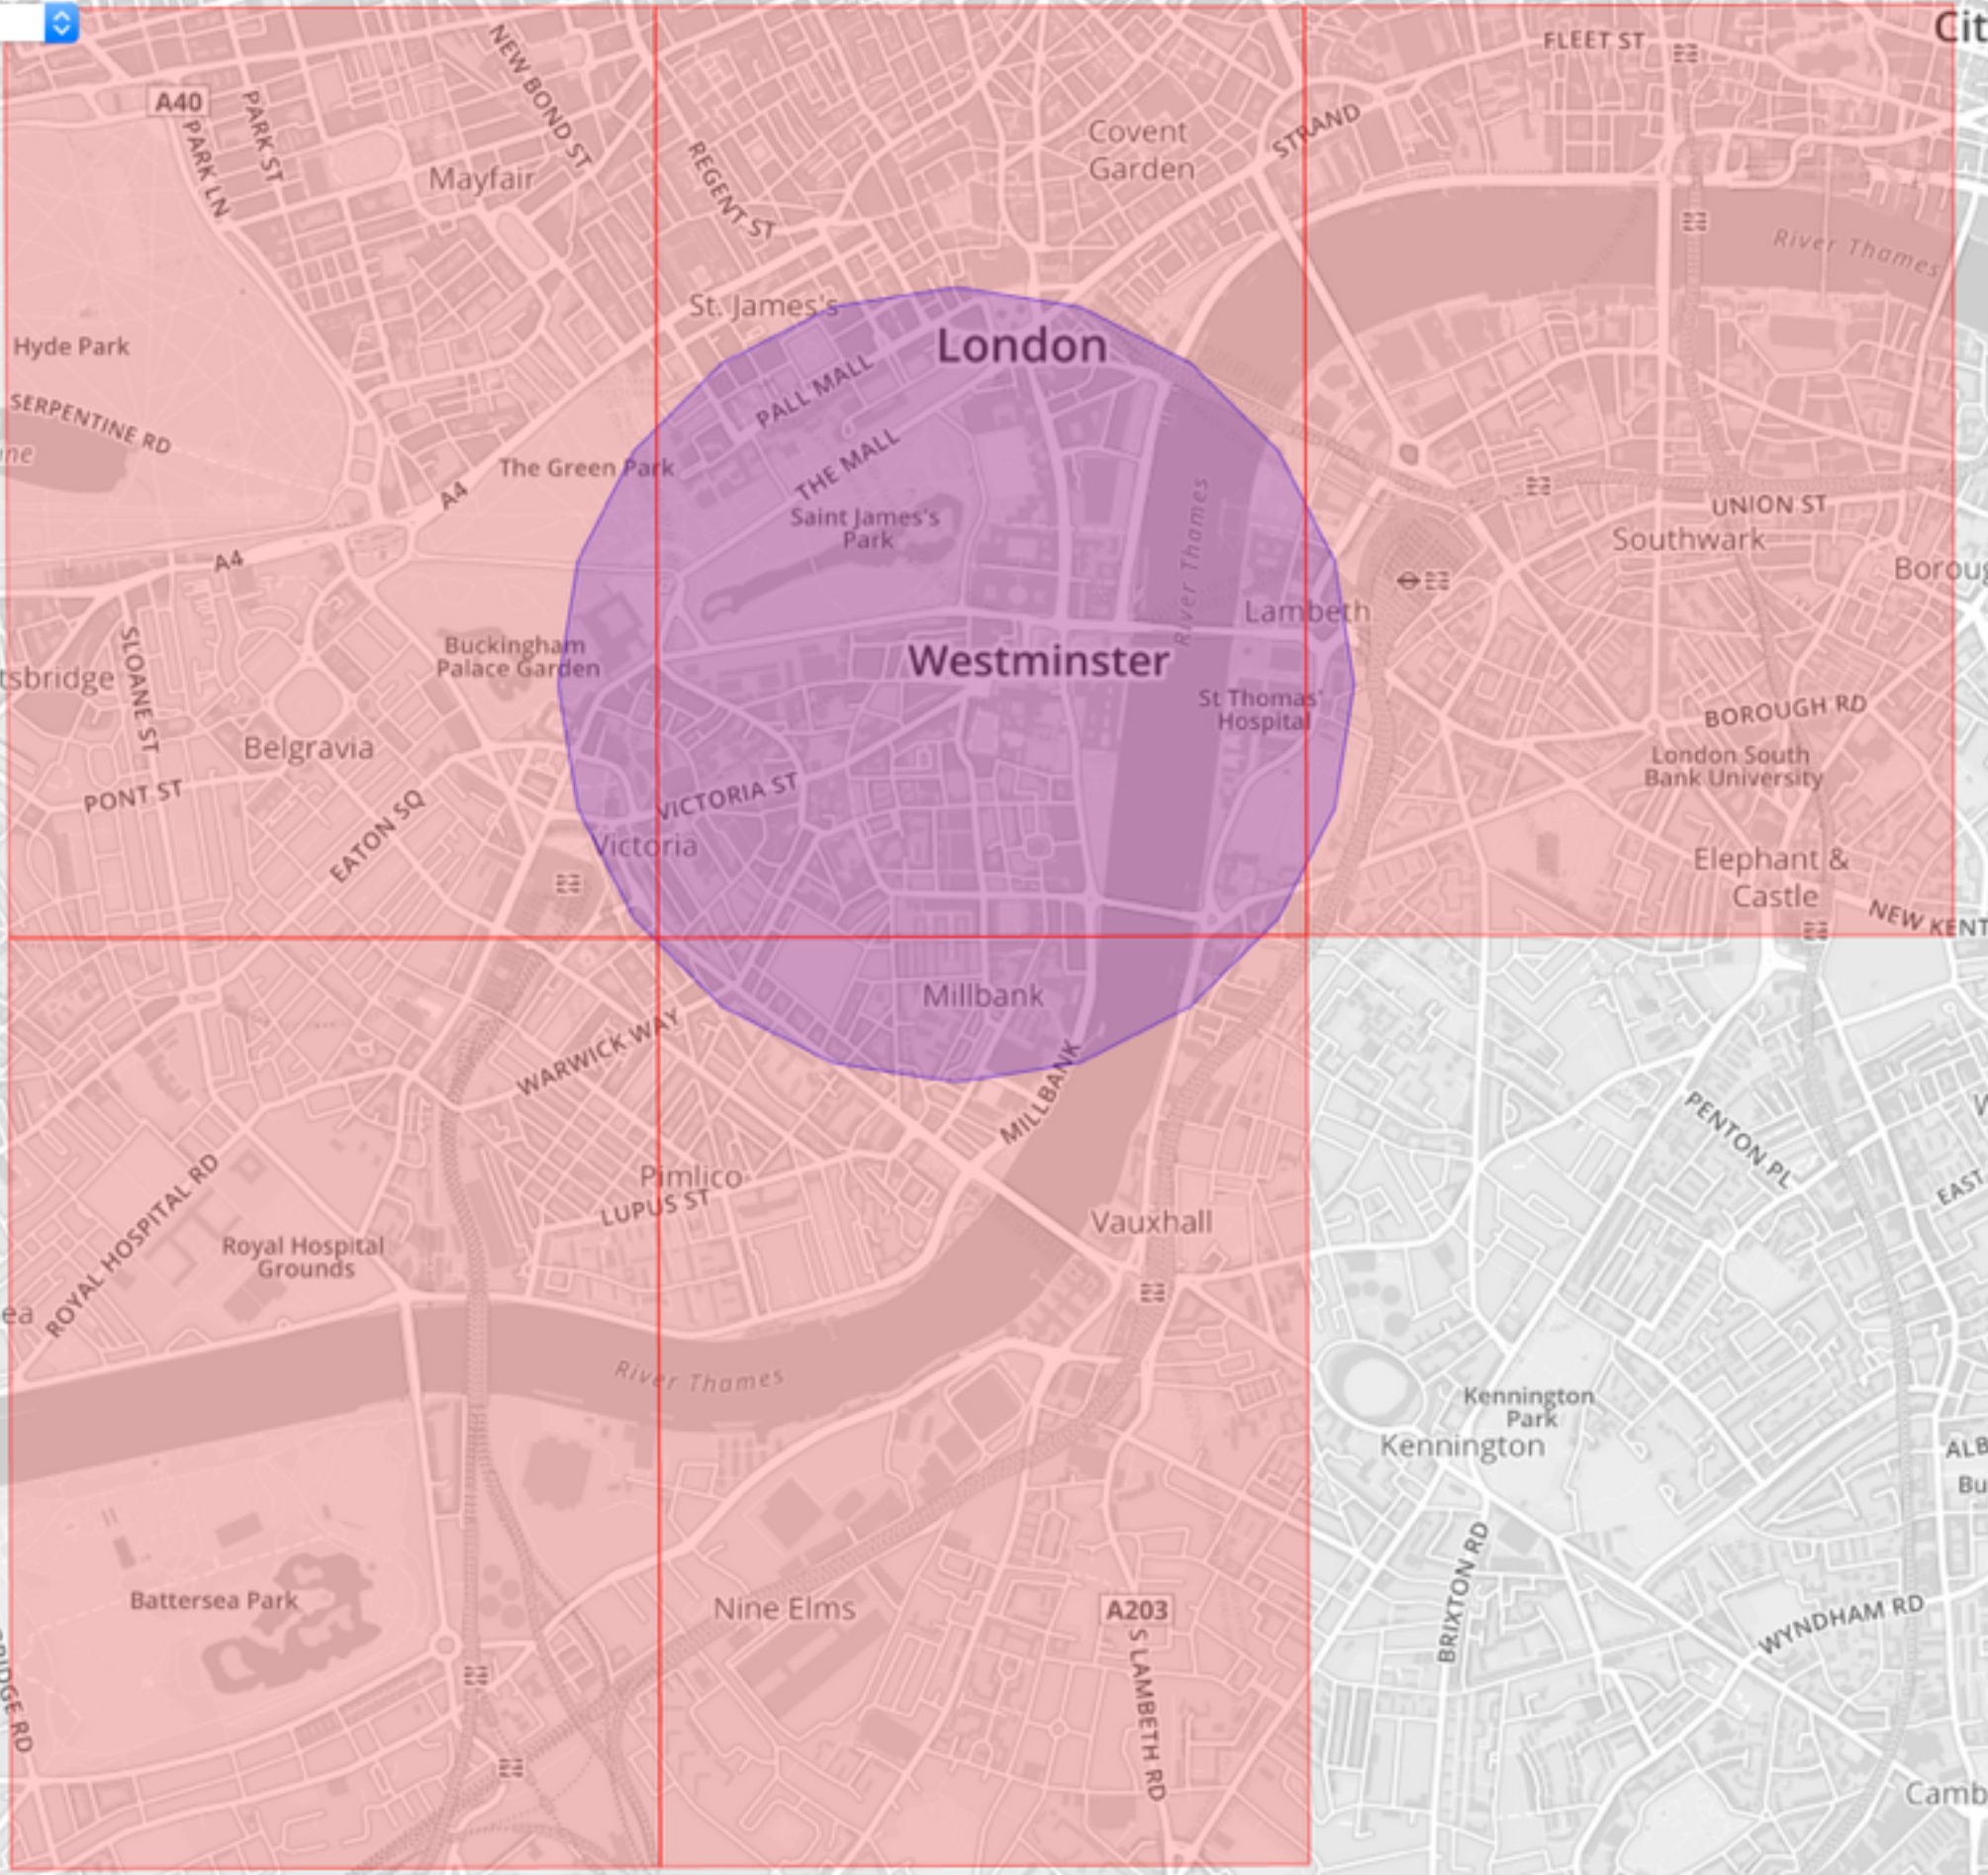 Cit
FLEET ST
NEW BOND ST
A40
PARK ST
PARK LN
Mayfair
REGENT ST
Covent
Garden
STRAND
River Thames
St. James's
London
Hyde Park
PALL MALL
SERPENTINE RD
ine
The Green Park
THE MALL
A4
Saint James's
Park
River Thames
UNION ST
Southwark
A4
Boroug
Lambeth
Buckingham
Palace Garden
Westminster
tsbridge
SLOANE ST
St Thomas'
Hospital
BOROUGH RD
Belgravia
London South
Bank University
PONT ST
VICTORIA ST
EATON SQ
Victoria
Elephant &
Castle
NEW KENT
Millbank
WARWICK WAY
MILLBANK
PENTON PL
EAST
Pimlico
LUPUS ST
ROYAL HOSPITAL RD
Vauxhall
Royal Hospital
Grounds
ea
River Thames
Kennington
Park
Kennington
ALB
Bu
BRIXTON RD
Battersea Park
Nine Elms
A203
WYNDHAM RD
S LAMBETH RD
RIDGE RD
Camb